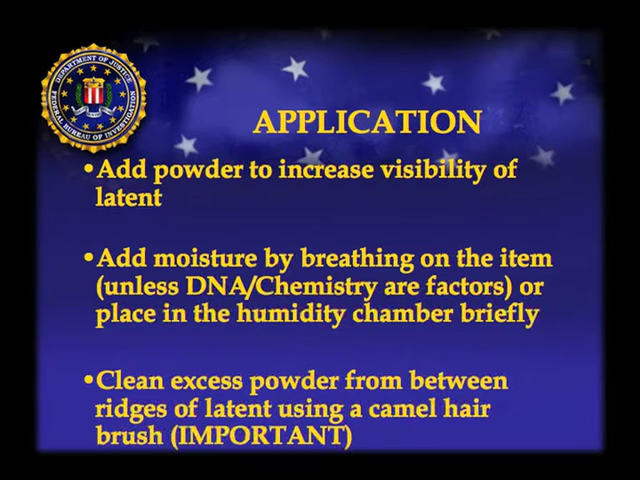 DEPARTMENT OF JUSTICE
FEDERAL BUREAU OF INVESTIGATION
APPLICATION
•Add powder to increase visibility of
latent
•Add moisture by breathing on the item
(unless DNA/Chemistry are factors) or
place in the humidity chamber briefly
•Clean excess powder from between
ridges of latent using a camel hair
brush (IMPORTANT)